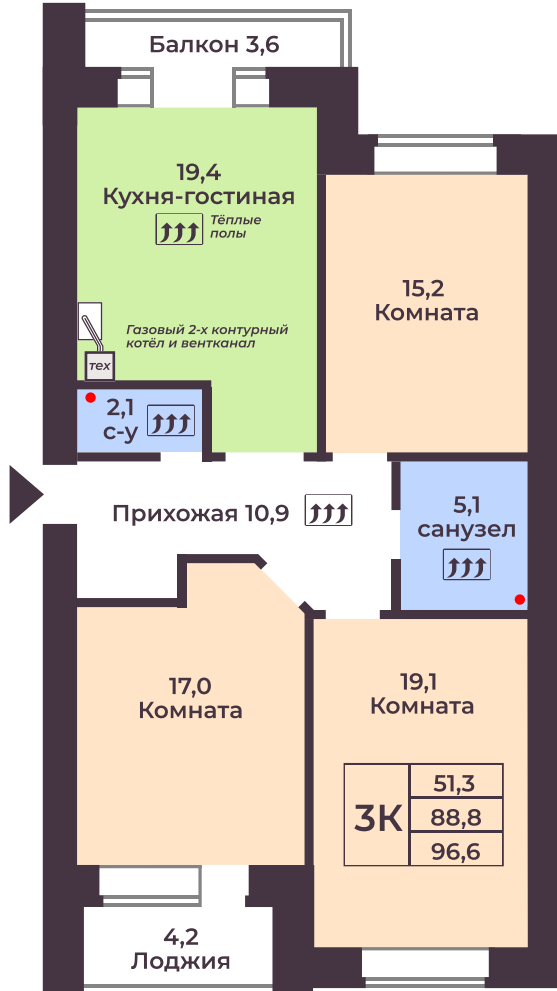 Балкон 3,6
19,4
Кухня-гостиная
Тёплые
полы
15,2
Комната
Газовый 2-х контурный
котёл и вентканал
тех
2,1
с-у
Прихожая 10,9
5,1
санузел
17,0
Комната
19,1
Комната
3К
51,3
88,8
96,6
4,2
Лоджия